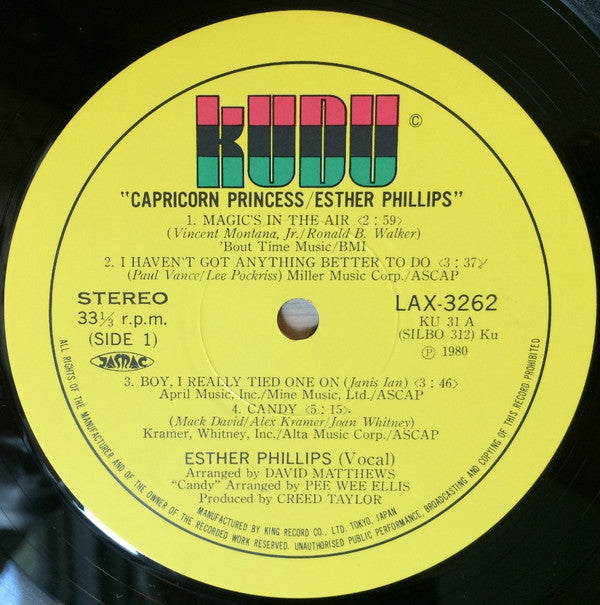 KUDU ©
"CAPRICORN PRINCESS/ESTHER PHILLIPS"
1. MAGIC'S IN THE AIR <2:59>
(Vincent Montana, Jr./Ronald B. Walker)
'Bout Time Music/BMI
2. I HAVEN'T GOT ANYTHING BETTER TO DO <3:37>
(Paul Vance/Lee Pockriss) Miller Music Corp./ASCAP
STEREO
33⅓ r.p.m.
(SIDE 1)
JASRAC
LAX-3262
KU 31 A
(SILBO 312) Ku
Ⓟ 1980
3. BOY, I REALLY TIED ONE ON (Janis Ian) <3:46>
April Music, Inc./Mine Music, Ltd./ASCAP
4. CANDY <5:15>
(Mack David/Alex Kramer/Joan Whitney)
Kramer, Whitney, Inc./Alta Music Corp./ASCAP
ESTHER PHILLIPS (Vocal)
Arranged by DAVID MATTHEWS
"Candy" Arranged by PEE WEE ELLIS
Produced by CREED TAYLOR
MANUFACTURED BY KING RECORD CO., LTD. TOKYO, JAPAN
ALL RIGHTS OF THE MANUFACTURER AND OF THE OWNER OF THE RECORDED WORK RESERVED. UNAUTHORISED PUBLIC PERFORMANCE, BROADCASTING AND COPYING OF THIS RECORD PROHIBITED